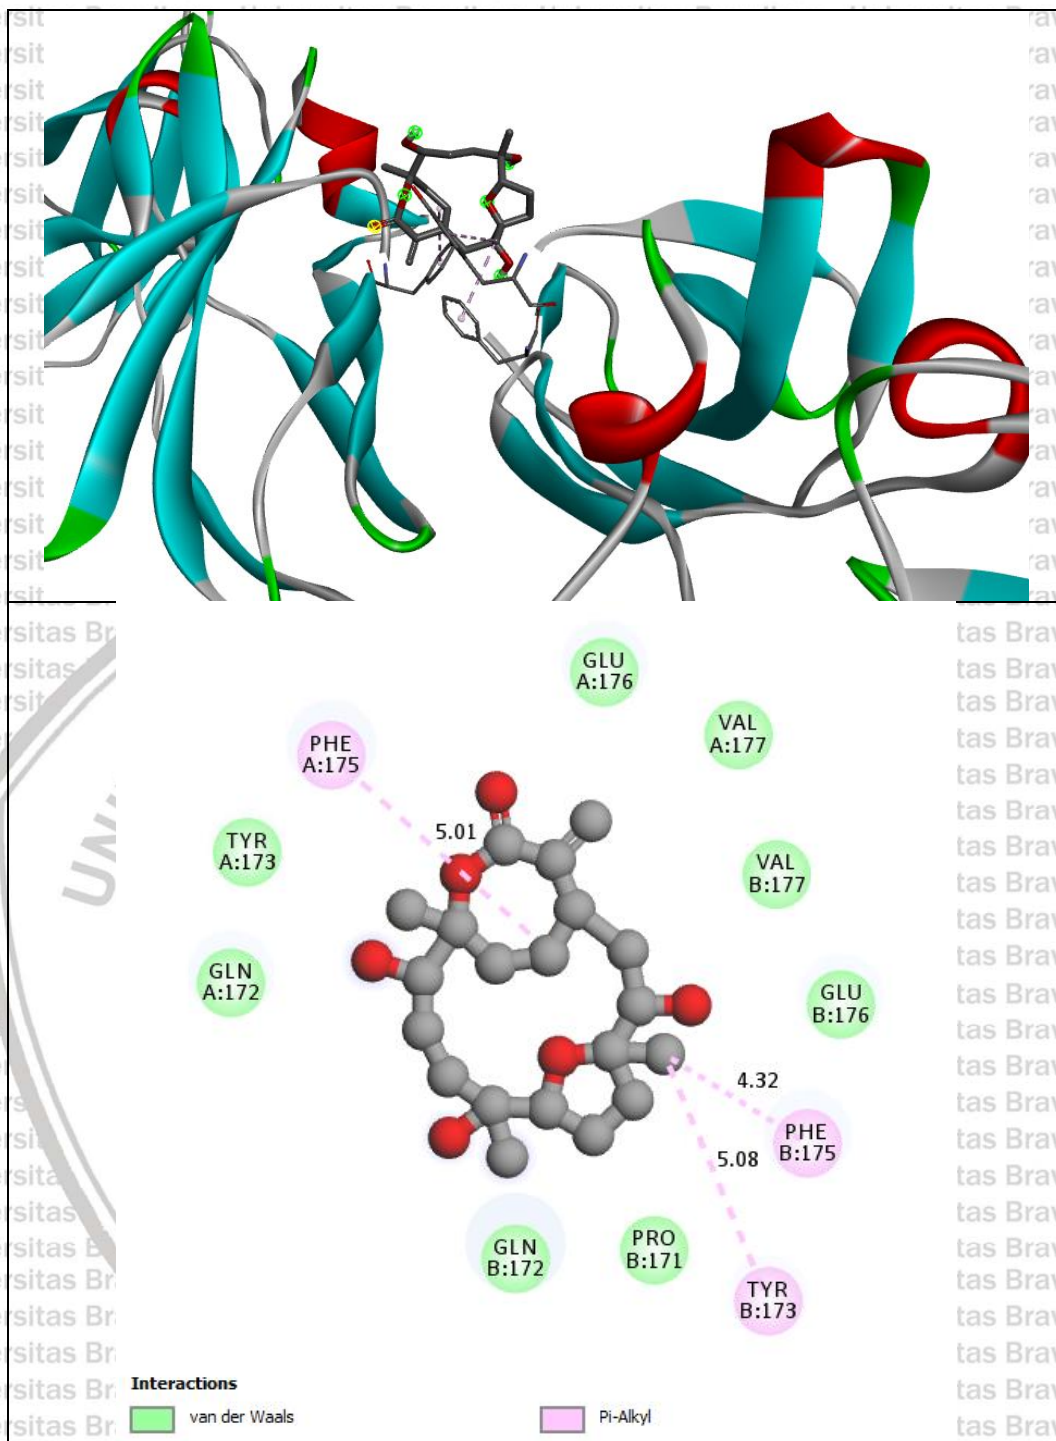 GLU
A:176
VAL
A:177
PHE
A:175
5.01
TYR
A:173
VAL
B:177
GLN
A:172
GLU
B:176
4.32
PHE
B:175
5.08
GLN
B:172
PRO
B:171
TYR
B:173
Interactions
van der Waals
Pi-Alkyl